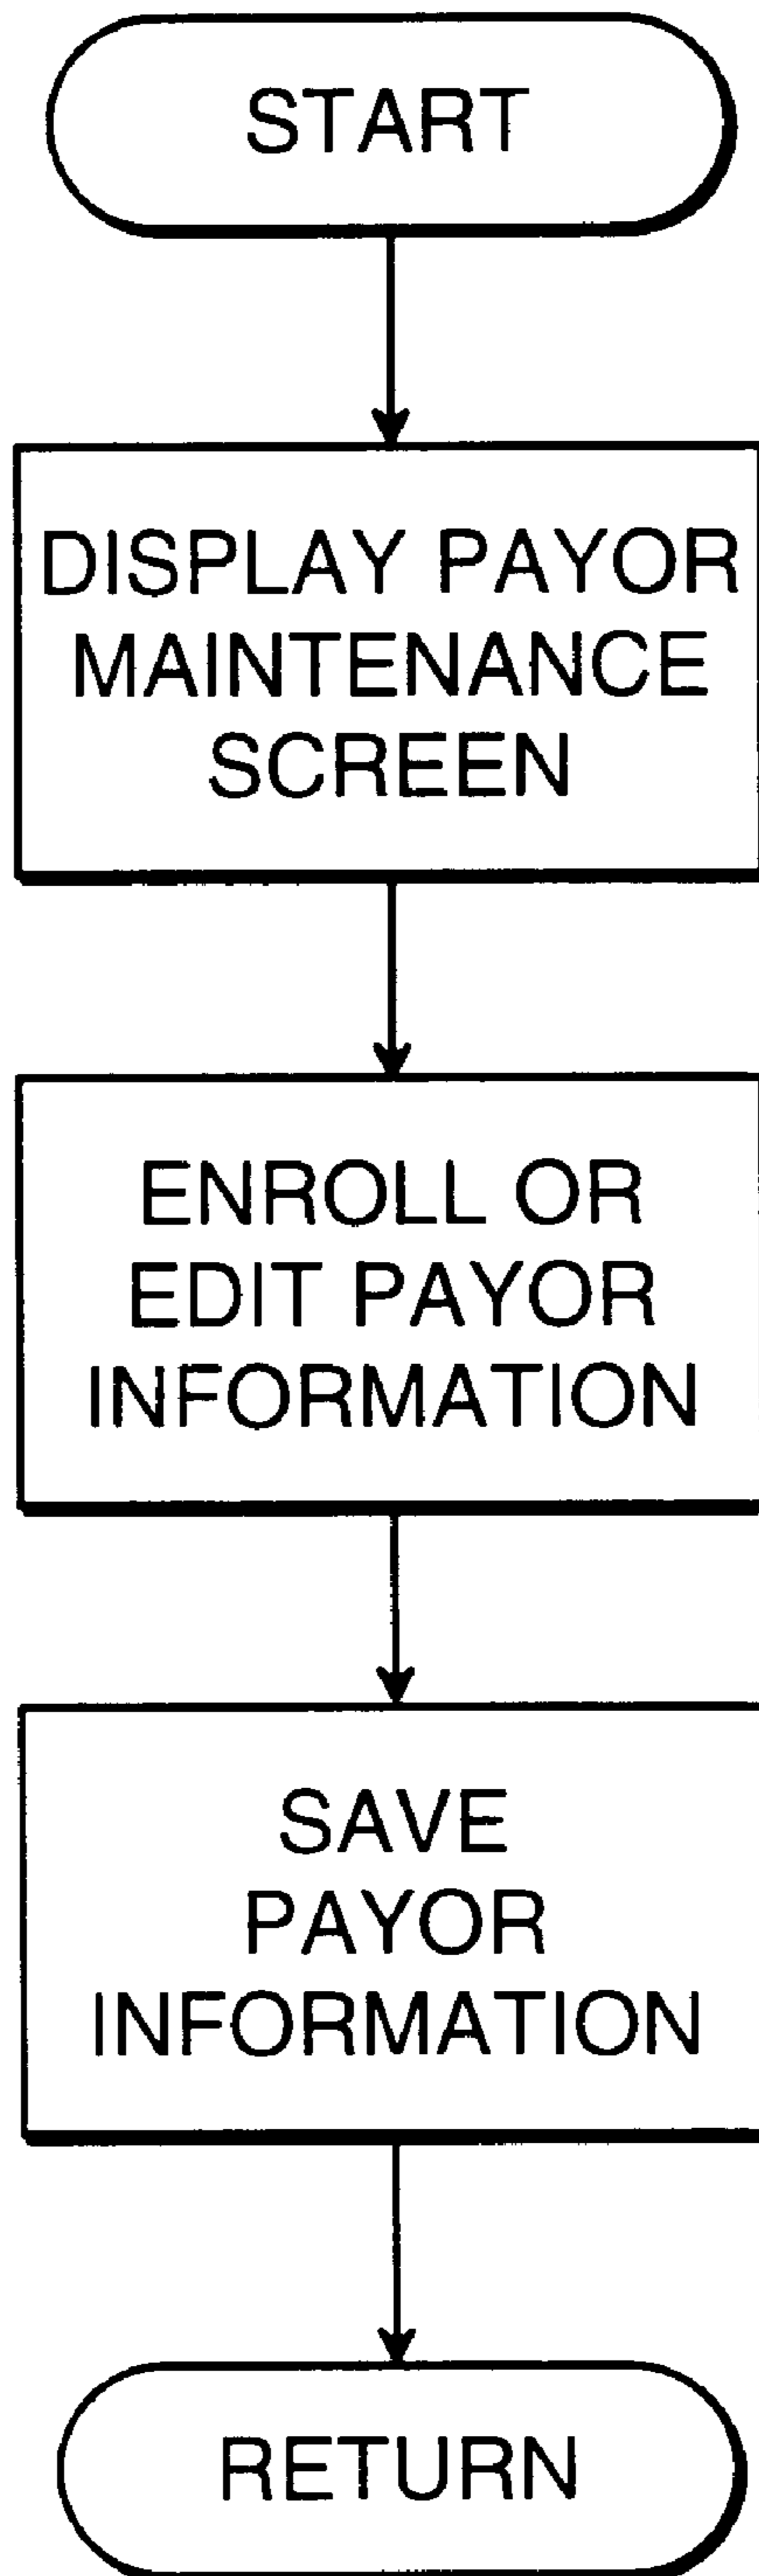 START
DISPLAY PAYOR
MAINTENANCE
SCREEN
ENROLL OR
EDIT PAYOR
INFORMATION
SAVE
PAYOR
INFORMATION
RETURN